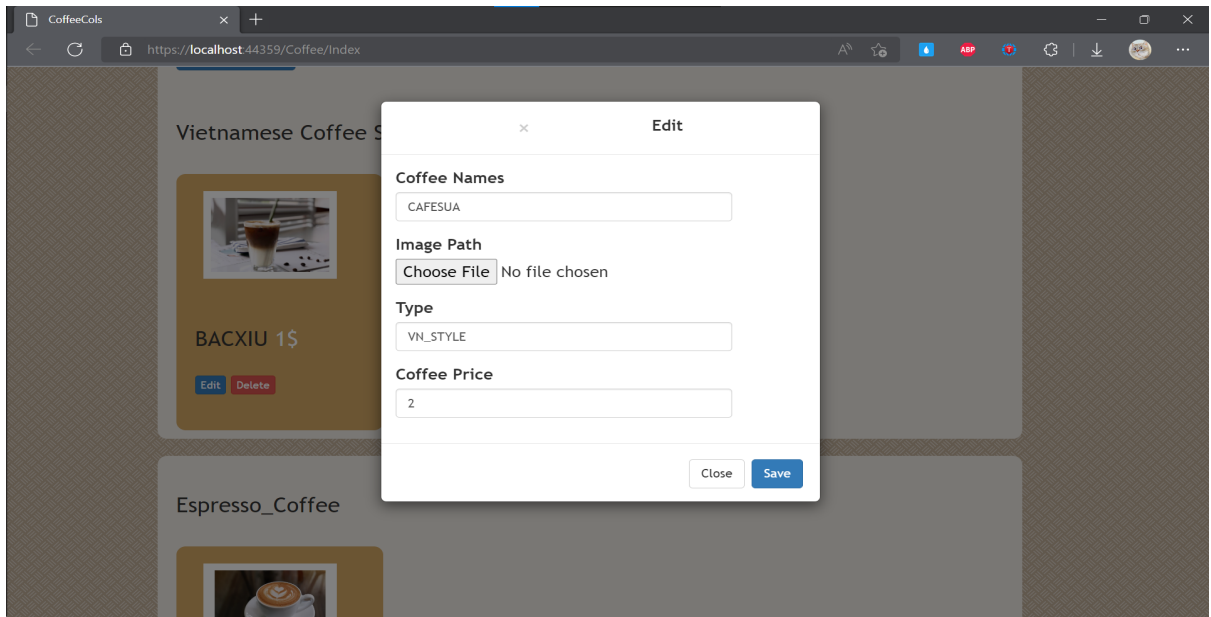 CoffeeCols
https://localhost:44359/Coffee/Index
ABP
Vietnamese Coffee S
× Edit
Coffee Names
CAFESUA
Image Path
Choose File No file chosen
Type
VN_STYLE
BACXIU 1$
Coffee Price
Edit Delete
2
Close Save
Espresso_Coffee